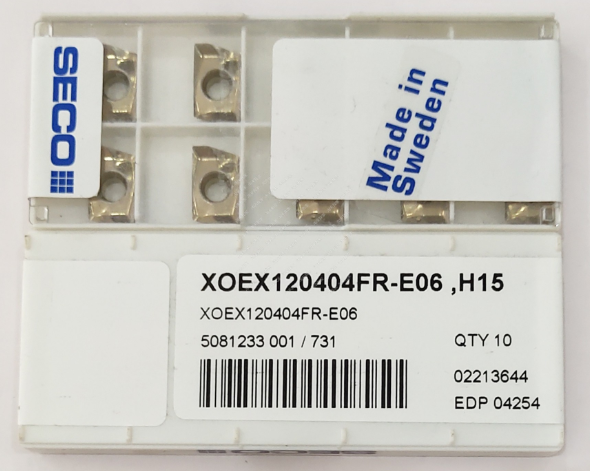 SECO
Made in
Sweden
XOEX120404FR-E06 ,H15
XOEX120404FR-E06
5081233 001 / 731
QTY 10
02213644
EDP 04254